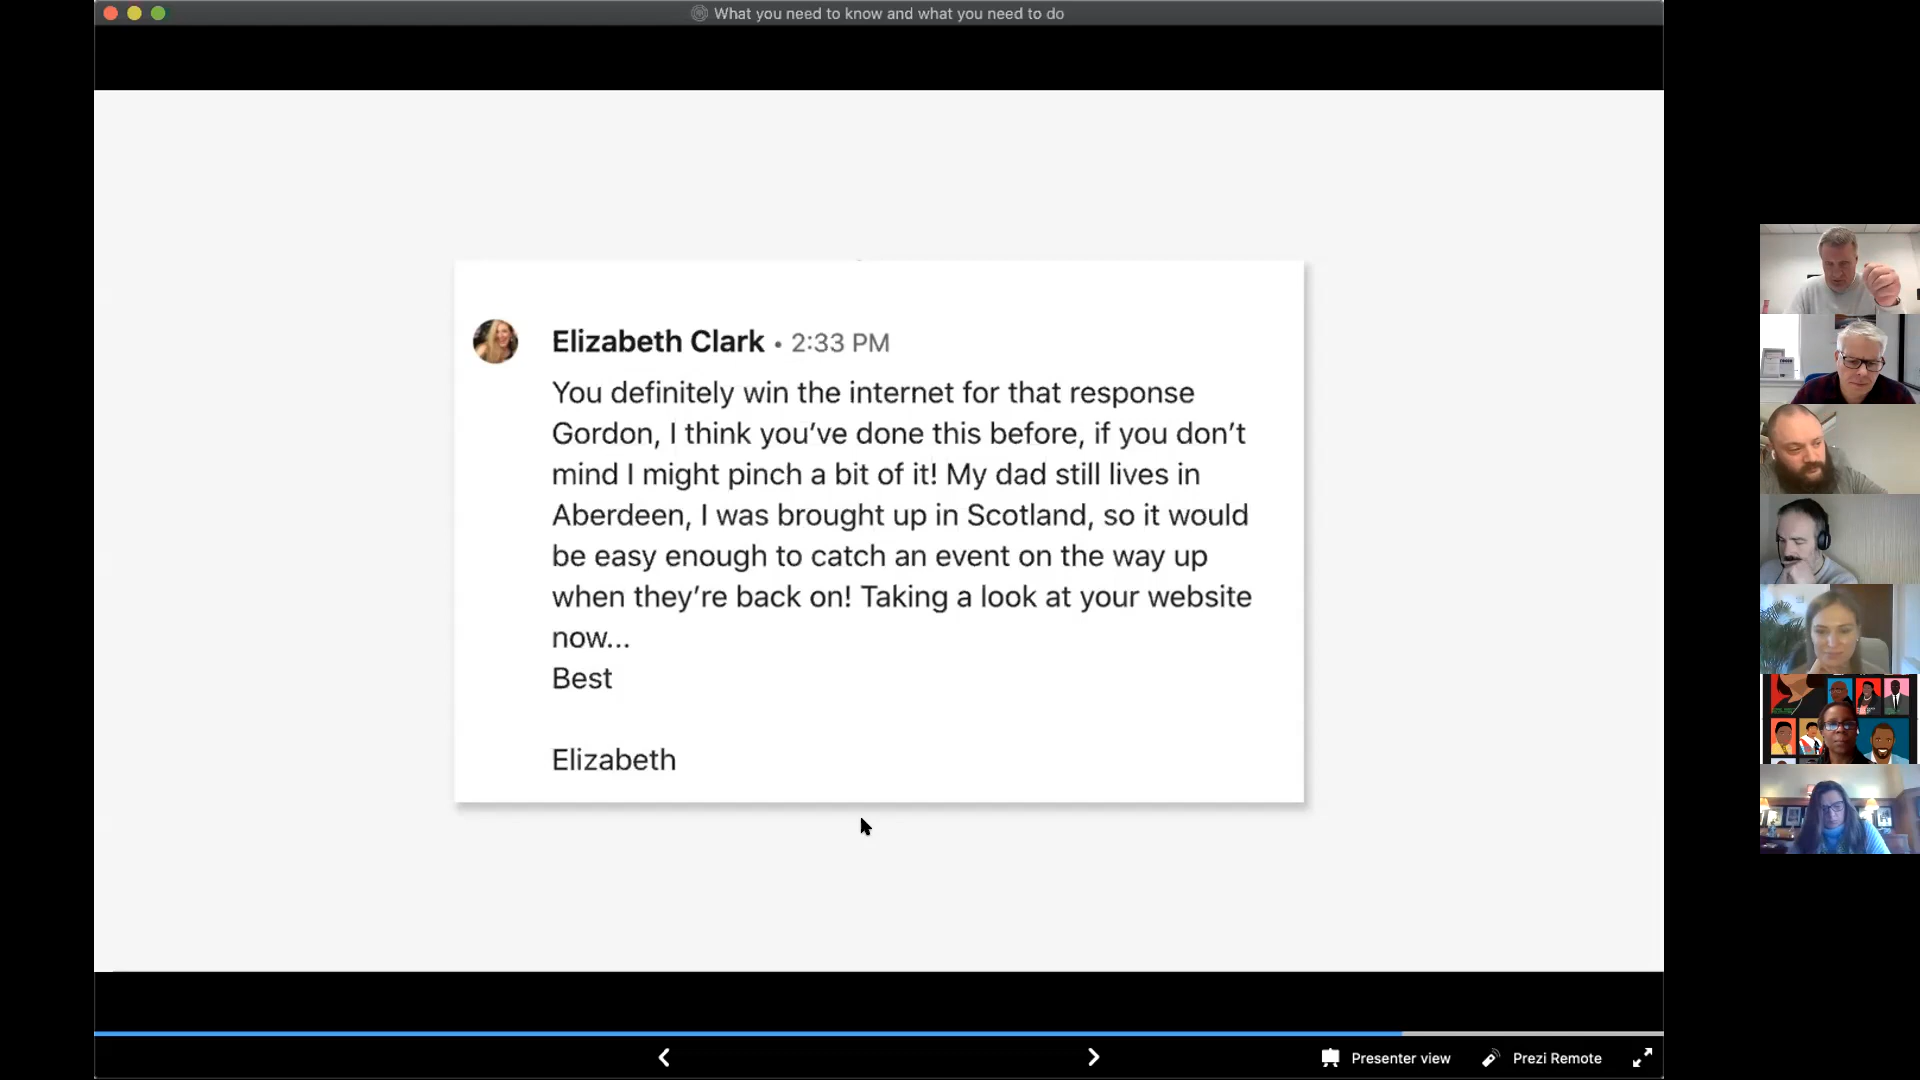 What you need to know and what you need to do
Elizabeth Clark • 2:33 PM
You definitely win the internet for that response
Gordon, I think you’ve done this before, if you don’t
mind I might pinch a bit of it! My dad still lives in
Aberdeen, I was brought up in Scotland, so it would
be easy enough to catch an event on the way up
when they’re back on! Taking a look at your website
now...
Best
Elizabeth
Presenter view
Prezi Remote